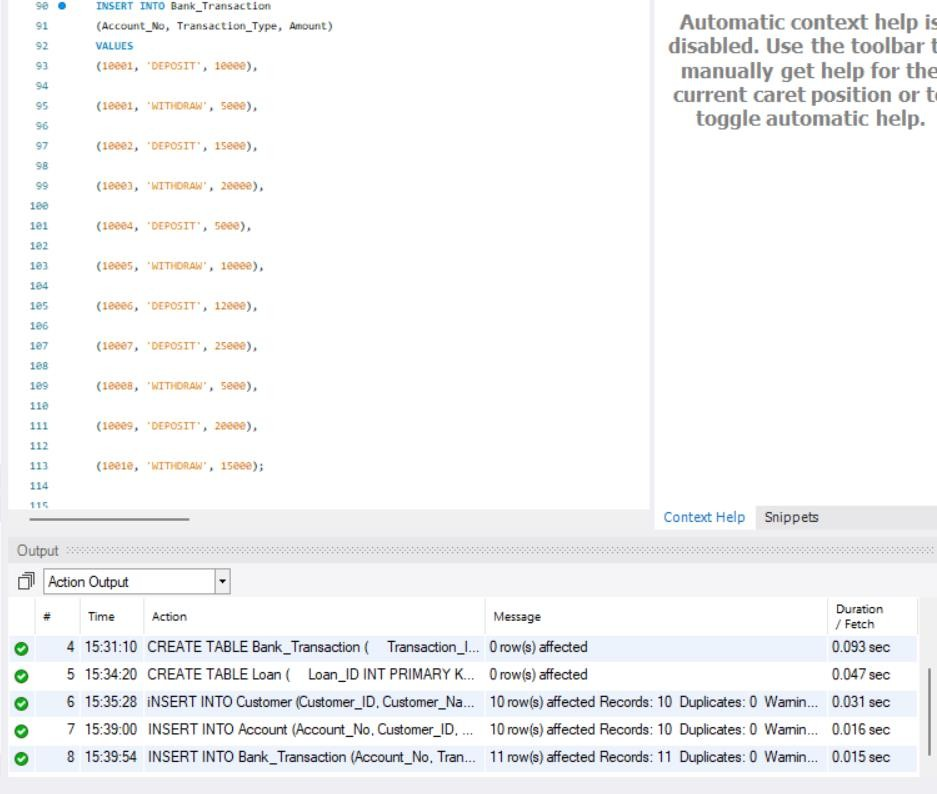 90 INSERT INTO Bank_Transaction
91 (Account_No, Transaction_Type, Amount)
92 VALUES
93 (10001, 'DEPOSIT', 10000),
94
95 (10001, 'WITHDRAW', 5000),
96
97 (10002, 'DEPOSIT', 15000),
98
99 (10003, 'WITHDRAW', 20000),
100
101 (10004, 'DEPOSIT', 5000),
102
103 (10005, 'WITHDRAW', 10000),
104
105 (10006, 'DEPOSIT', 12000),
106
107 (10007, 'DEPOSIT', 25000),
108
109 (10008, 'WITHDRAW', 5000),
110
111 (10009, 'DEPOSIT', 20000),
112
113 (10010, 'WITHDRAW', 15000);
114
115
Automatic context help is
disabled. Use the toolbar t
manually get help for the
current caret position or to
toggle automatic help.
Context Help Snippets
Output
Action Output
# Time Action Message Duration / Fetch
4 15:31:10 CREATE TABLE Bank_Transaction ( Transaction_I... 0 row(s) affected 0.093 sec
5 15:34:20 CREATE TABLE Loan ( Loan_ID INT PRIMARY K... 0 row(s) affected 0.047 sec
6 15:35:28 iNSERT INTO Customer (Customer_ID, Customer_Na... 10 row(s) affected Records: 10 Duplicates: 0 Warnin... 0.031 sec
7 15:39:00 INSERT INTO Account (Account_No, Customer_ID, ... 10 row(s) affected Records: 10 Duplicates: 0 Warnin... 0.016 sec
8 15:39:54 INSERT INTO Bank_Transaction (Account_No, Tran... 11 row(s) affected Records: 11 Duplicates: 0 Warnin... 0.015 sec